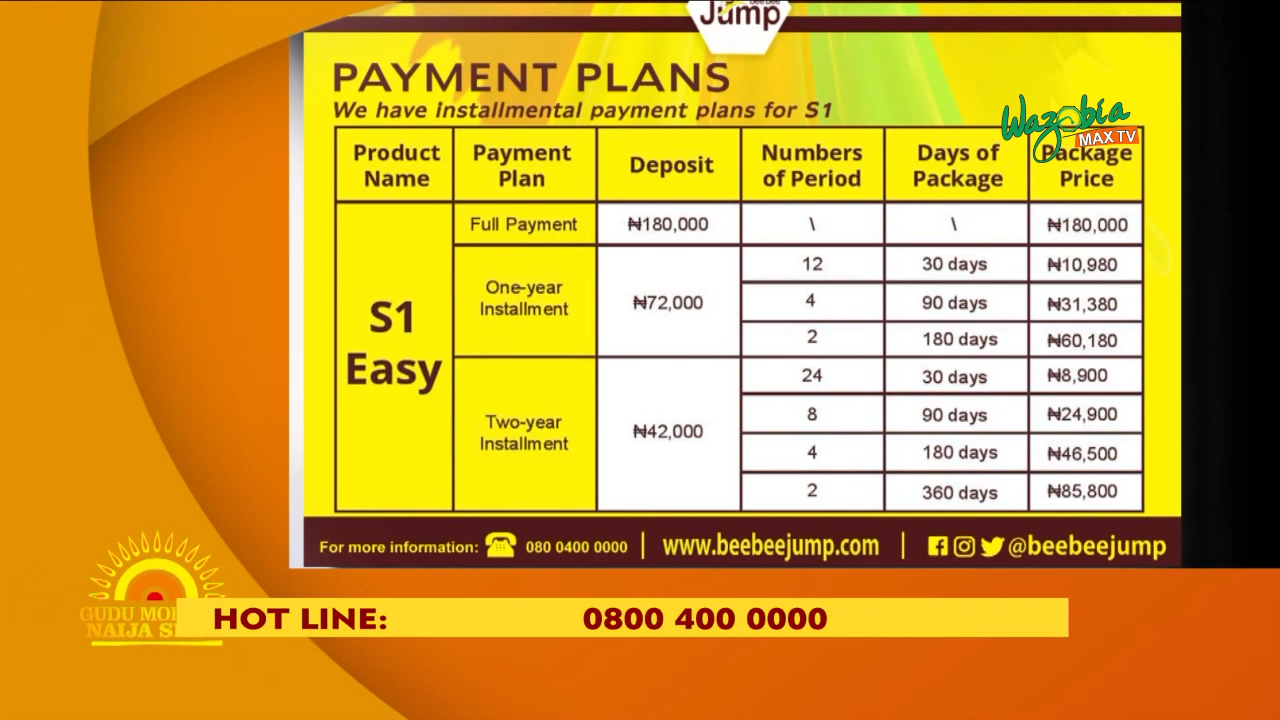 beebee
Jump
PAYMENT PLANS
We have installmental payment plans for S1
Wazobia
MAX TV
Product Name Payment Plan Deposit Numbers of Period Days of Package Package Price
S1 Easy
Full Payment ₦180,000 \ \ ₦180,000
One-year Installment ₦72,000
12 30 days ₦10,980
4 90 days ₦31,380
2 180 days ₦60,180
Two-year Installment ₦42,000
24 30 days ₦8,900
8 90 days ₦24,900
4 180 days ₦46,500
2 360 days ₦85,800
For more information: 080 0400 0000 | www.beebeejump.com | @beebeejump
GUDU
NAIJA
HOT LINE: 0800 400 0000